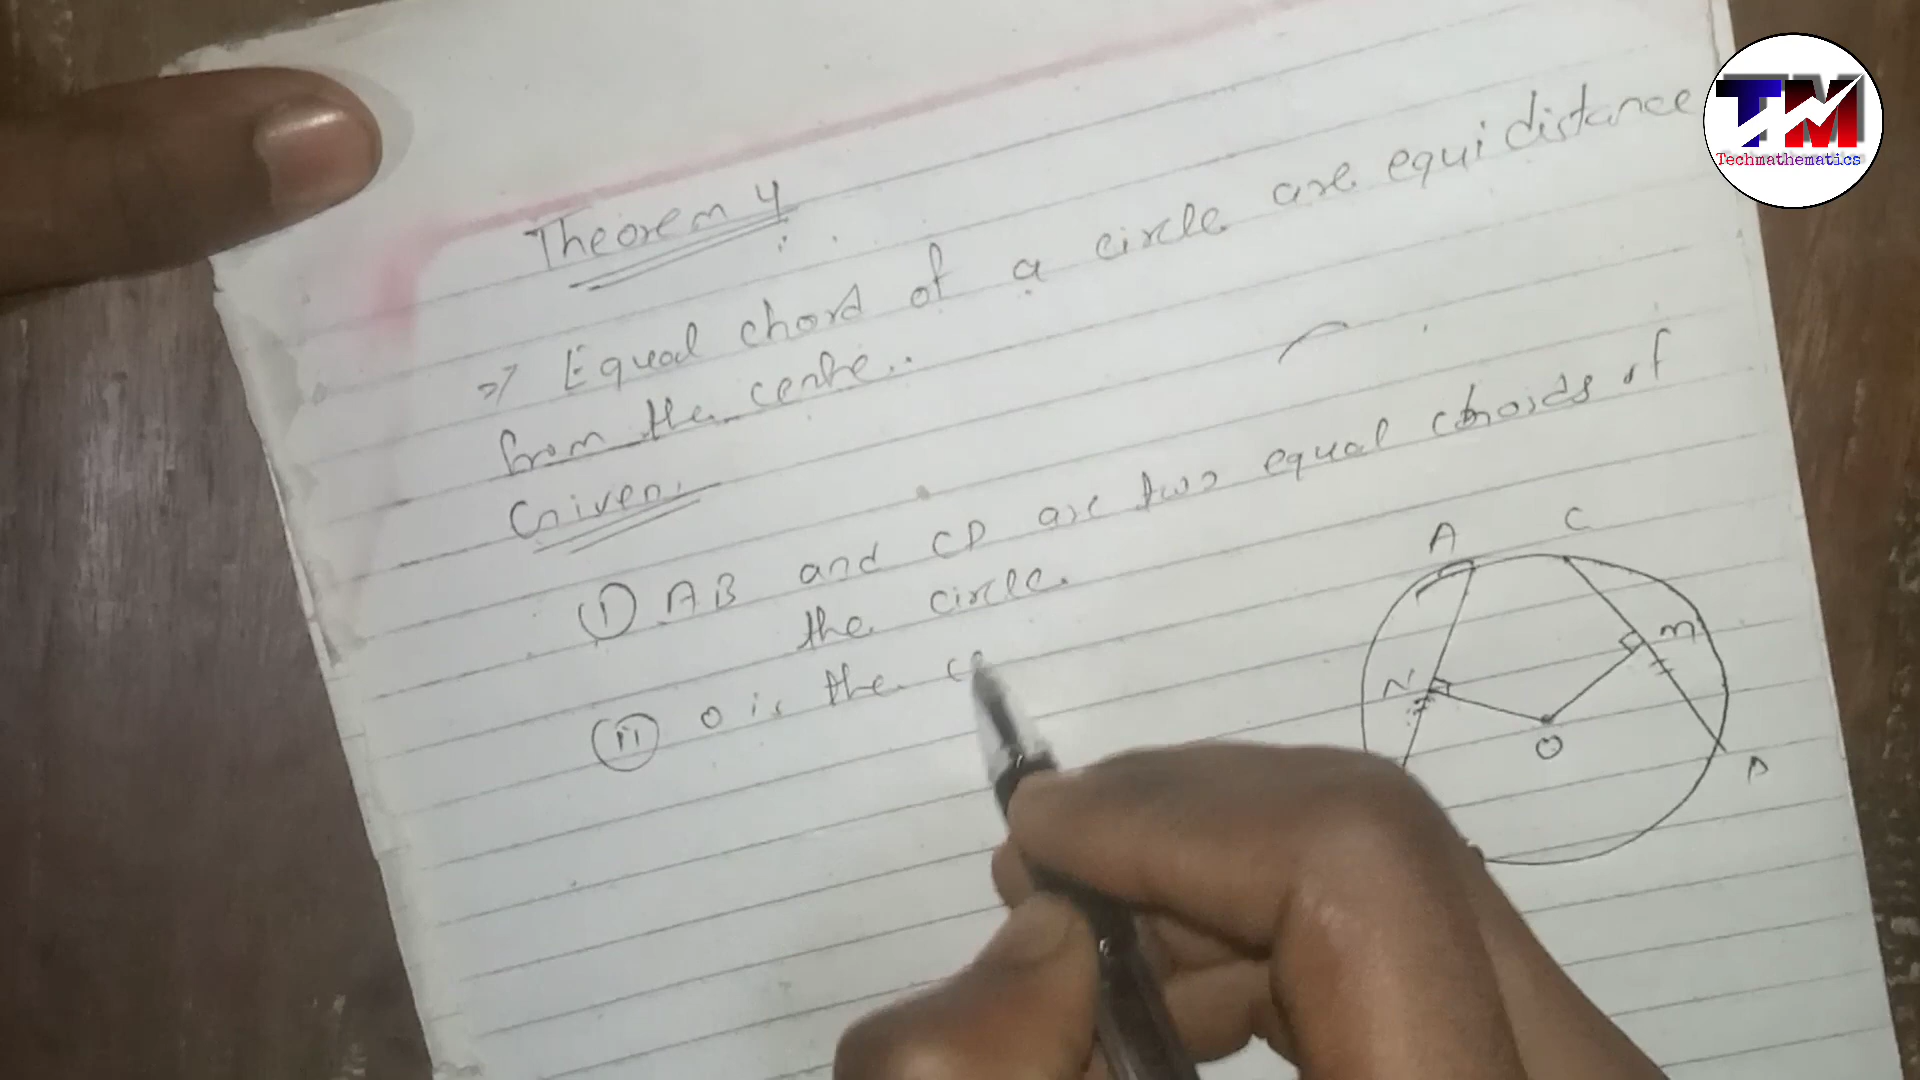 TM
Techmathematics
Theorem 4
=> Equal chord of a circle are equidistance
from the centre..
Given.
(i) AB and CD are two equal chords of
the circle.
(ii) O is the c
A
C
M
N
O
D